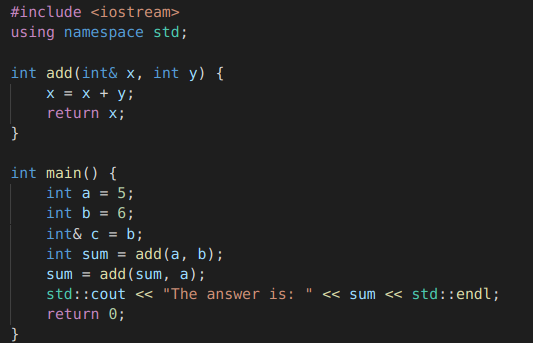 #include <iostream>
using namespace std;

int add(int& x, int y) {
    x = x + y;
    return x;
}

int main() {
    int a = 5;
    int b = 6;
    int& c = b;
    int sum = add(a, b);
    sum = add(sum, a);
    std::cout << "The answer is: " << sum << std::endl;
    return 0;
}